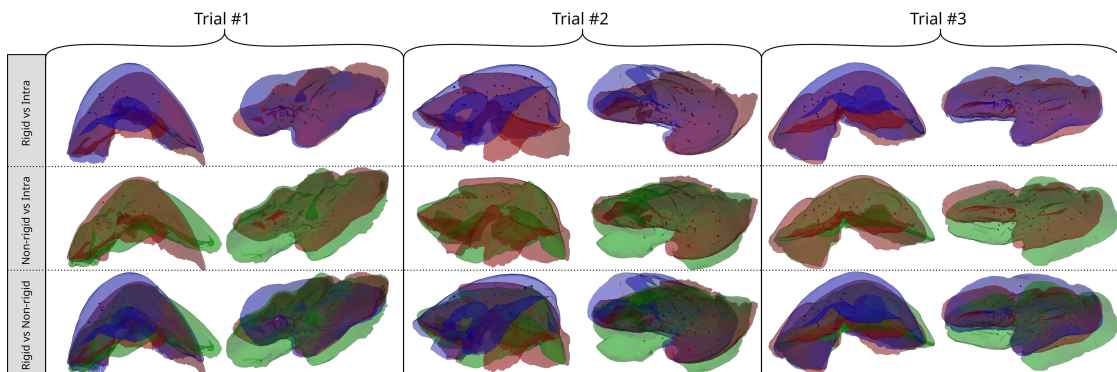 Trial #1
Trial #2
Trial #3
Rigid vs Intra
Non-rigid vs Intra
Rigid vs Non-rigid